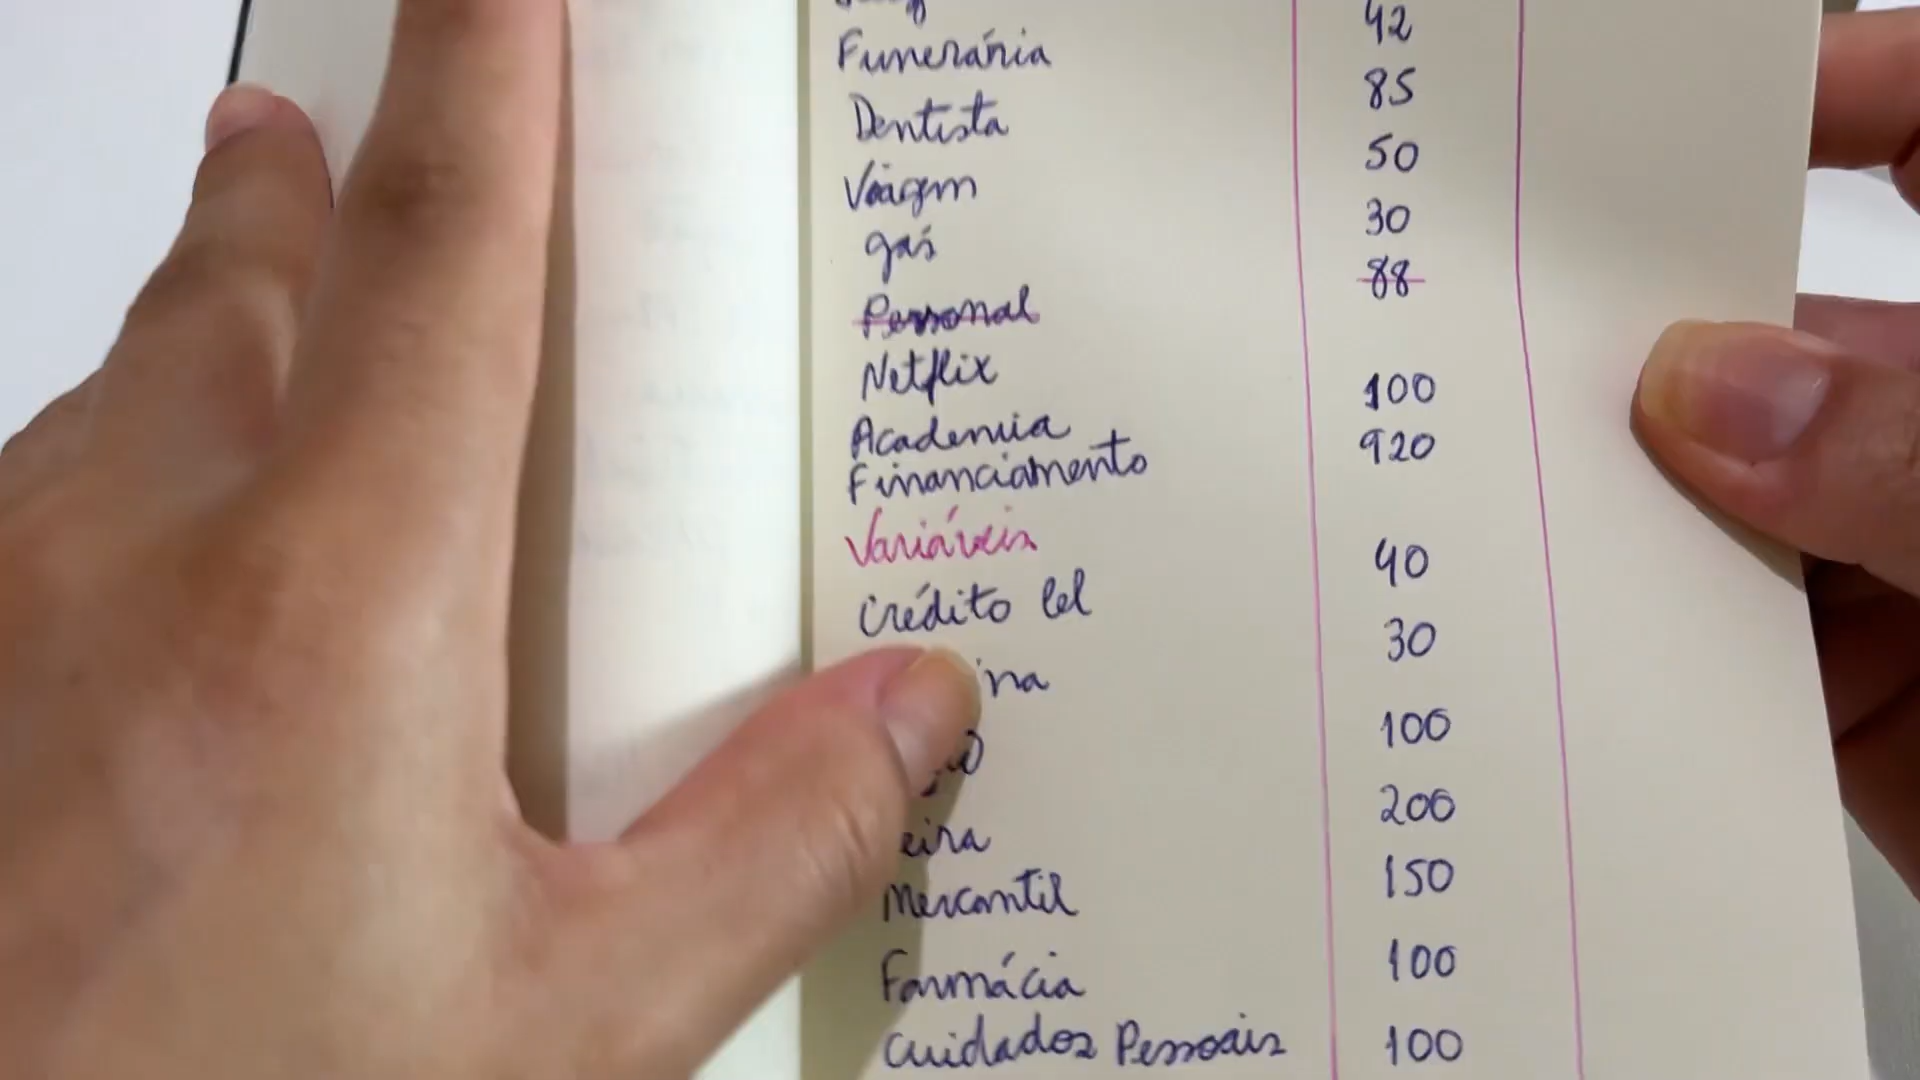 Funerária 42
Dentista 85
Viagem 50
gás 30
Personal 88
Netflix
Academia 100
Financiamento 920
Variáveis
Crédito Cel 40
30
100
200
Mercantil 150
Farmácia 100
Cuidados Pessoais 100